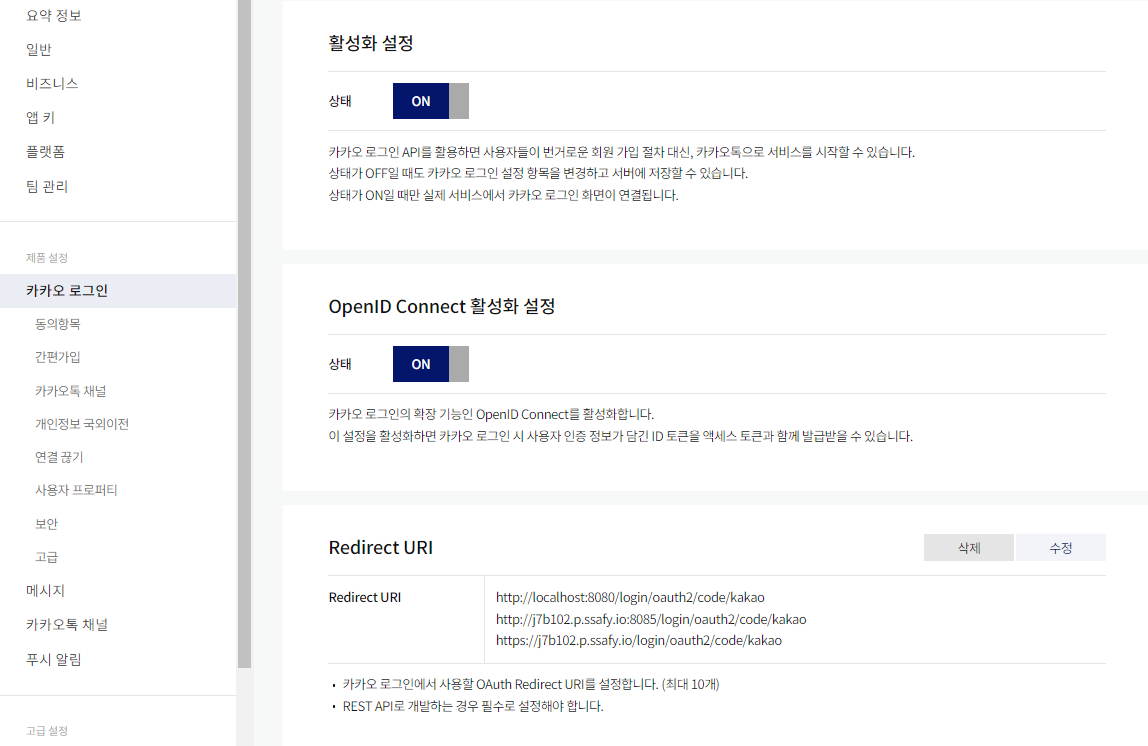 요약 정보
일반
비즈니스
앱 키
플랫폼
팀 관리
제품 설정
카카오 로그인
동의항목
간편가입
카카오톡 채널
개인정보 국외이전
연결 끊기
사용자 프로퍼티
보안
고급
메시지
카카오톡 채널
푸시 알림
고급 설정
활성화 설정
상태 ON
카카오 로그인 API를 활용하면 사용자들이 번거로운 회원 가입 절차 대신, 카카오톡으로 서비스를 시작할 수 있습니다.
상태가 OFF일 때도 카카오 로그인 설정 항목을 변경하고 서버에 저장할 수 있습니다.
상태가 ON일 때만 실제 서비스에서 카카오 로그인 화면이 연결됩니다.
OpenID Connect 활성화 설정
상태 ON
카카오 로그인의 확장 기능인 OpenID Connect를 활성화합니다.
이 설정을 활성화하면 카카오 로그인 시 사용자 인증 정보가 담긴 ID 토큰을 액세스 토큰과 함께 발급받을 수 있습니다.
Redirect URI 삭제 수정
Redirect URI http://localhost:8080/login/oauth2/code/kakao
http://j7b102.p.ssafy.io:8085/login/oauth2/code/kakao
https://j7b102.p.ssafy.io/login/oauth2/code/kakao
• 카카오 로그인에서 사용할 OAuth Redirect URI를 설정합니다. (최대 10개)
• REST API로 개발하는 경우 필수로 설정해야 합니다.